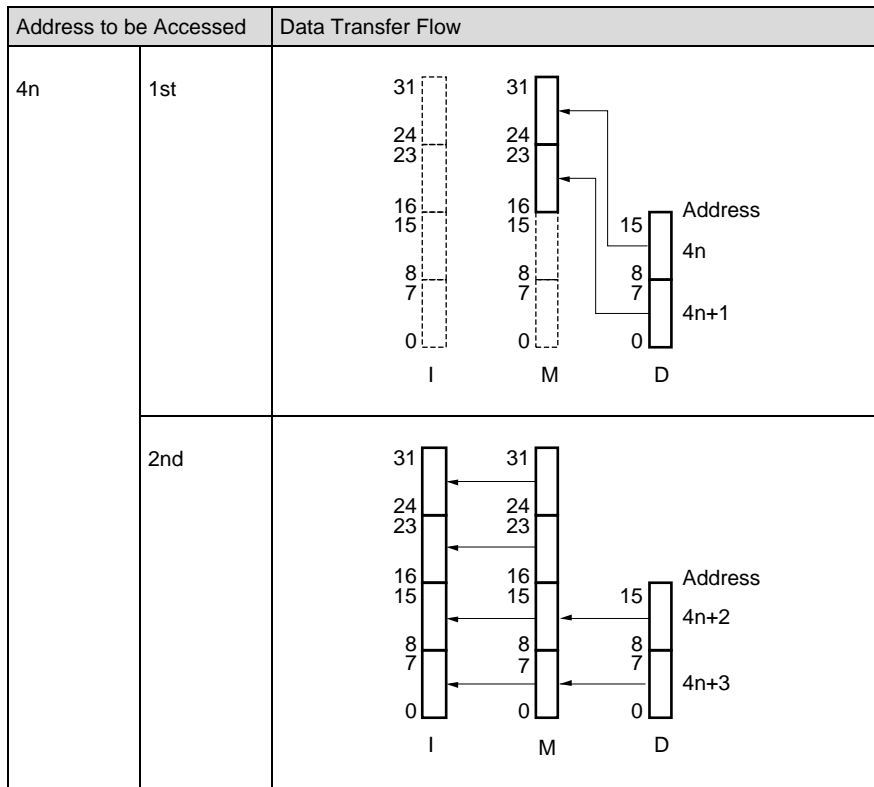 Address to be Accessed Data Transfer Flow
4n 1st
31 31
24 24
23 23
16 16 Address
15 15 15 4n
8 8 8
7 7 7 4n+1
0 0 0
I M D
2nd
31 31
24 24
23 23
16 16 Address
15 15 15 4n+2
8 8 8
7 7 7 4n+3
0 0 0
I M D